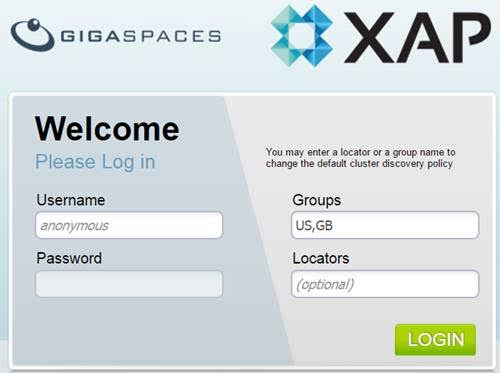 GIGASPACES
XAP
Welcome
Please Log in
You may enter a locator or a group name to
change the default cluster discovery policy
Username
anonymous
Password
Groups
US,GB
Locators
(optional)
LOGIN